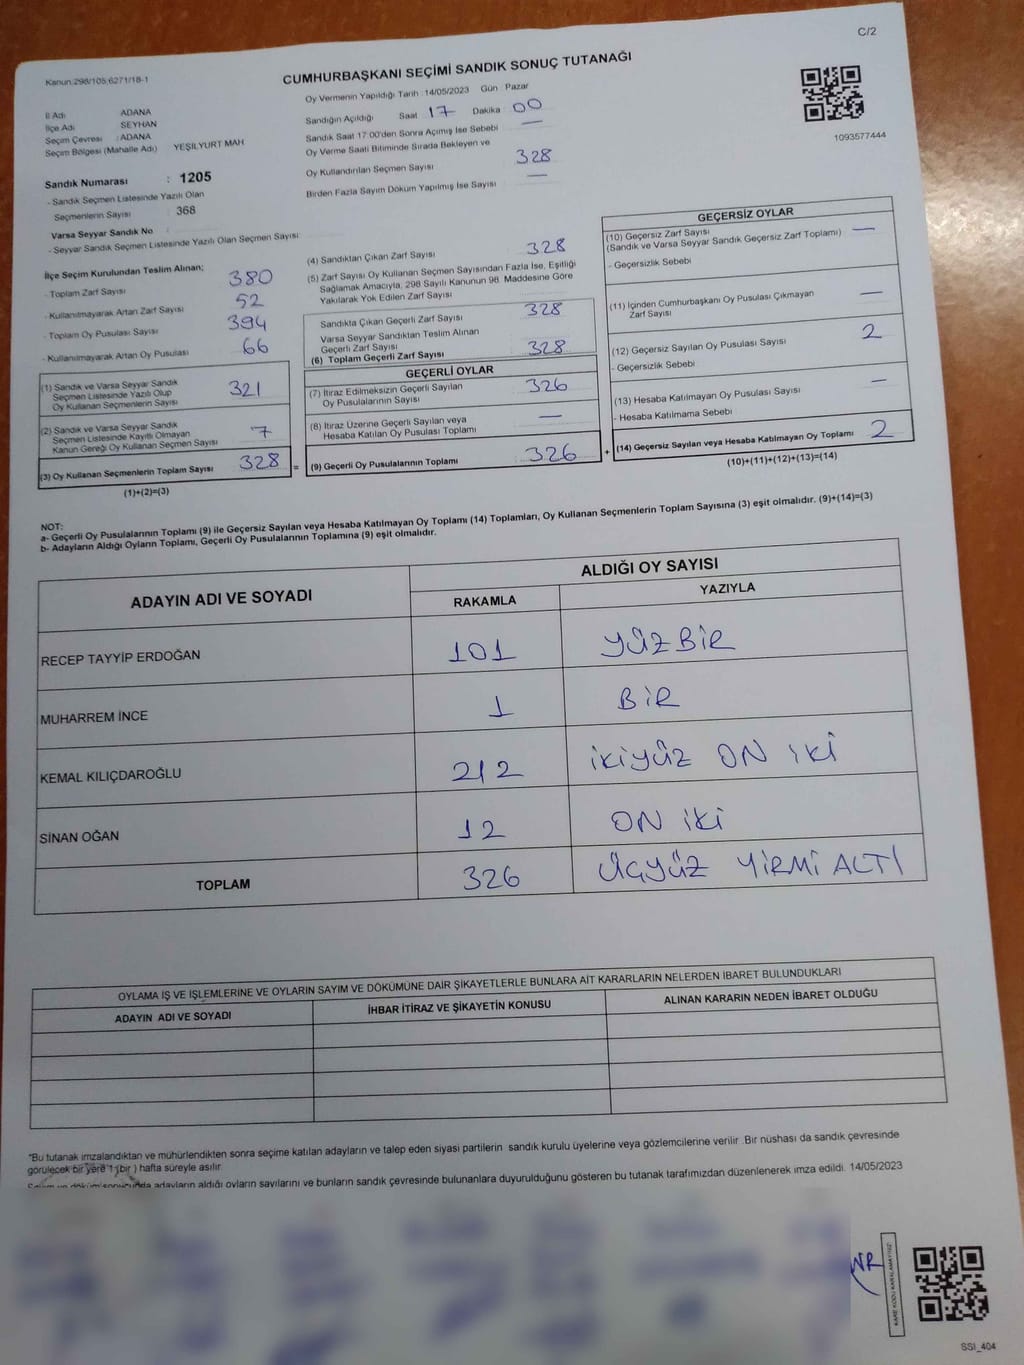 C/2
Kanun:298/105,6271/18-1
CUMHURBAŞKANI SEÇİMİ SANDIK SONUÇ TUTANAĞI
İl Adı ADANA
İlçe Adı SEYHAN
Seçim Çevresi : ADANA
Seçim Bölgesi (Mahalle Adı) YEŞİLYURT MAH
Sandık Numarası : 1205
- Sandık Seçmen Listesinde Yazılı Olan
Seçmenlerin Sayısı : 368
Varsa Seyyar Sandık No :
- Seyyar Sandık Seçmen Listesinde Yazılı Olan Seçmen Sayısı:
Oy Vermenin Yapıldığı Tarih :14/05/2023 Gün Pazar
Sandığın Açıldığı Saat 17 Dakika 00
Sandık Saat 17:00'den Sonra Açımış İse Sebebi —
Oy Verme Saati Bitiminde Sırada Bekleyen ve
Oy Kullandırılan Seçmen Sayısı 328
Birden Fazla Sayım Döküm Yapılmış İse Sayısı —
1093577444
İlçe Seçim Kurulundan Teslim Alınan;
- Toplam Zarf Sayısı 380
- Kullanılmayarak Artan Zarf Sayısı 52
- Toplam Oy Pusulası Sayısı 394
- Kullanılmayarak Artan Oy Pusulası 66
(1) Sandık ve Varsa Seyyar Sandık
Seçmen Listesinde Yazılı Olup
Oy Kullanan Seçmenlerin Sayısı 321
(2) Sandık ve Varsa Seyyar Sandık
Seçmen Listesinde Kayıtlı Olmayan
Kanun Gereği Oy Kullanan Seçmen Sayısı 7
(3) Oy Kullanan Seçmenlerin Toplam Sayısı 328 =
(1)+(2)=(3)
(4) Sandıktan Çıkan Zarf Sayısı 328
(5) Zarf Sayısı Oy Kullanan Seçmen Sayısından Fazla İse, Eşitliği
Sağlamak Amacıyla, 298 Sayılı Kanunun 98. Maddesine Göre
Yakılarak Yok Edilen Zarf Sayısı
Sandıkta Çıkan Geçerli Zarf Sayısı 328
Varsa Seyyar Sandıktan Teslim Alınan
Geçerli Zarf Sayısı
(6) Toplam Geçerli Zarf Sayısı 328
GEÇERLİ OYLAR
(7) İtiraz Edilmeksizin Geçerli Sayılan
Oy Pusulalarının Sayısı 326
(8) İtiraz Üzerine Geçerli Sayılan veya
Hesaba Katılan Oy Pusulası Toplamı —
(9) Geçerli Oy Pusulalarının Toplamı 326 +
GEÇERSİZ OYLAR
(10) Geçersiz Zarf Sayısı —
(Sandık ve Varsa Seyyar Sandık Geçersiz Zarf Toplamı)
- Geçersizlik Sebebi
(11) İçinden Cumhurbaşkanı Oy Pusulası Çıkmayan
Zarf Sayısı —
(12) Geçersiz Sayılan Oy Pusulası Sayısı 2
- Geçersizlik Sebebi
(13) Hesaba Katılmayan Oy Pusulası Sayısı —
- Hesaba Katılmama Sebebi
(14) Geçersiz Sayılan veya Hesaba Katılmayan Oy Toplamı 2
(10)+(11)+(12)+(13)=(14)
NOT:
a- Geçerli Oy Pusulalarının Toplamı (9) ile Geçersiz Sayılan veya Hesaba Katılmayan Oy Toplamı (14) Toplamları, Oy Kullanan Seçmenlerin Toplam Sayısına (3) eşit olmalıdır. (9)+(14)=(3)
b- Adayların Aldığı Oyların Toplamı, Geçerli Oy Pusulalarının Toplamına (9) eşit olmalıdır.
ADAYIN ADI VE SOYADI
ALDIĞI OY SAYISI
RAKAMLA YAZIYLA
RECEP TAYYİP ERDOĞAN 101 YÜZBİR
MUHARREM İNCE 1 BİR
KEMAL KILIÇDAROĞLU 212 İKİYÜZ ON İKİ
SİNAN OĞAN 12 ON İKİ
TOPLAM 326 ÜÇYÜZ YİRMİ ALTI
OYLAMA İŞ VE İŞLEMLERİNE VE OYLARIN SAYIM VE DÖKÜMÜNE DAİR ŞİKAYETLERLE BUNLARA AİT KARARLARIN NELERDEN İBARET BULUNDUKLARI
ADAYIN ADI VE SOYADI İHBAR İTİRAZ VE ŞİKAYETİN KONUSU ALINAN KARARIN NEDEN İBARET OLDUĞU
*Bu tutanak imzalandıktan ve mühürlendikten sonra seçime katılan adayların ve talep eden siyasi partilerin sandık kurulu üyelerine veya gözlemcilerine verilir .Bir nüshası da sandık çevresinde
görülecek bir yere 1 (bir ) hafta süreyle asılır.
Sayım ve döküm sonucunda adayların aldığı oyların sayılarını ve bunların sandık çevresinde bulunanlara duyurulduğunu gösteren bu tutanak tarafımızdan düzenlenerek imza edildi. 14/05/2023
KARE KODU KARALAMAYINIZ!
SSI_404